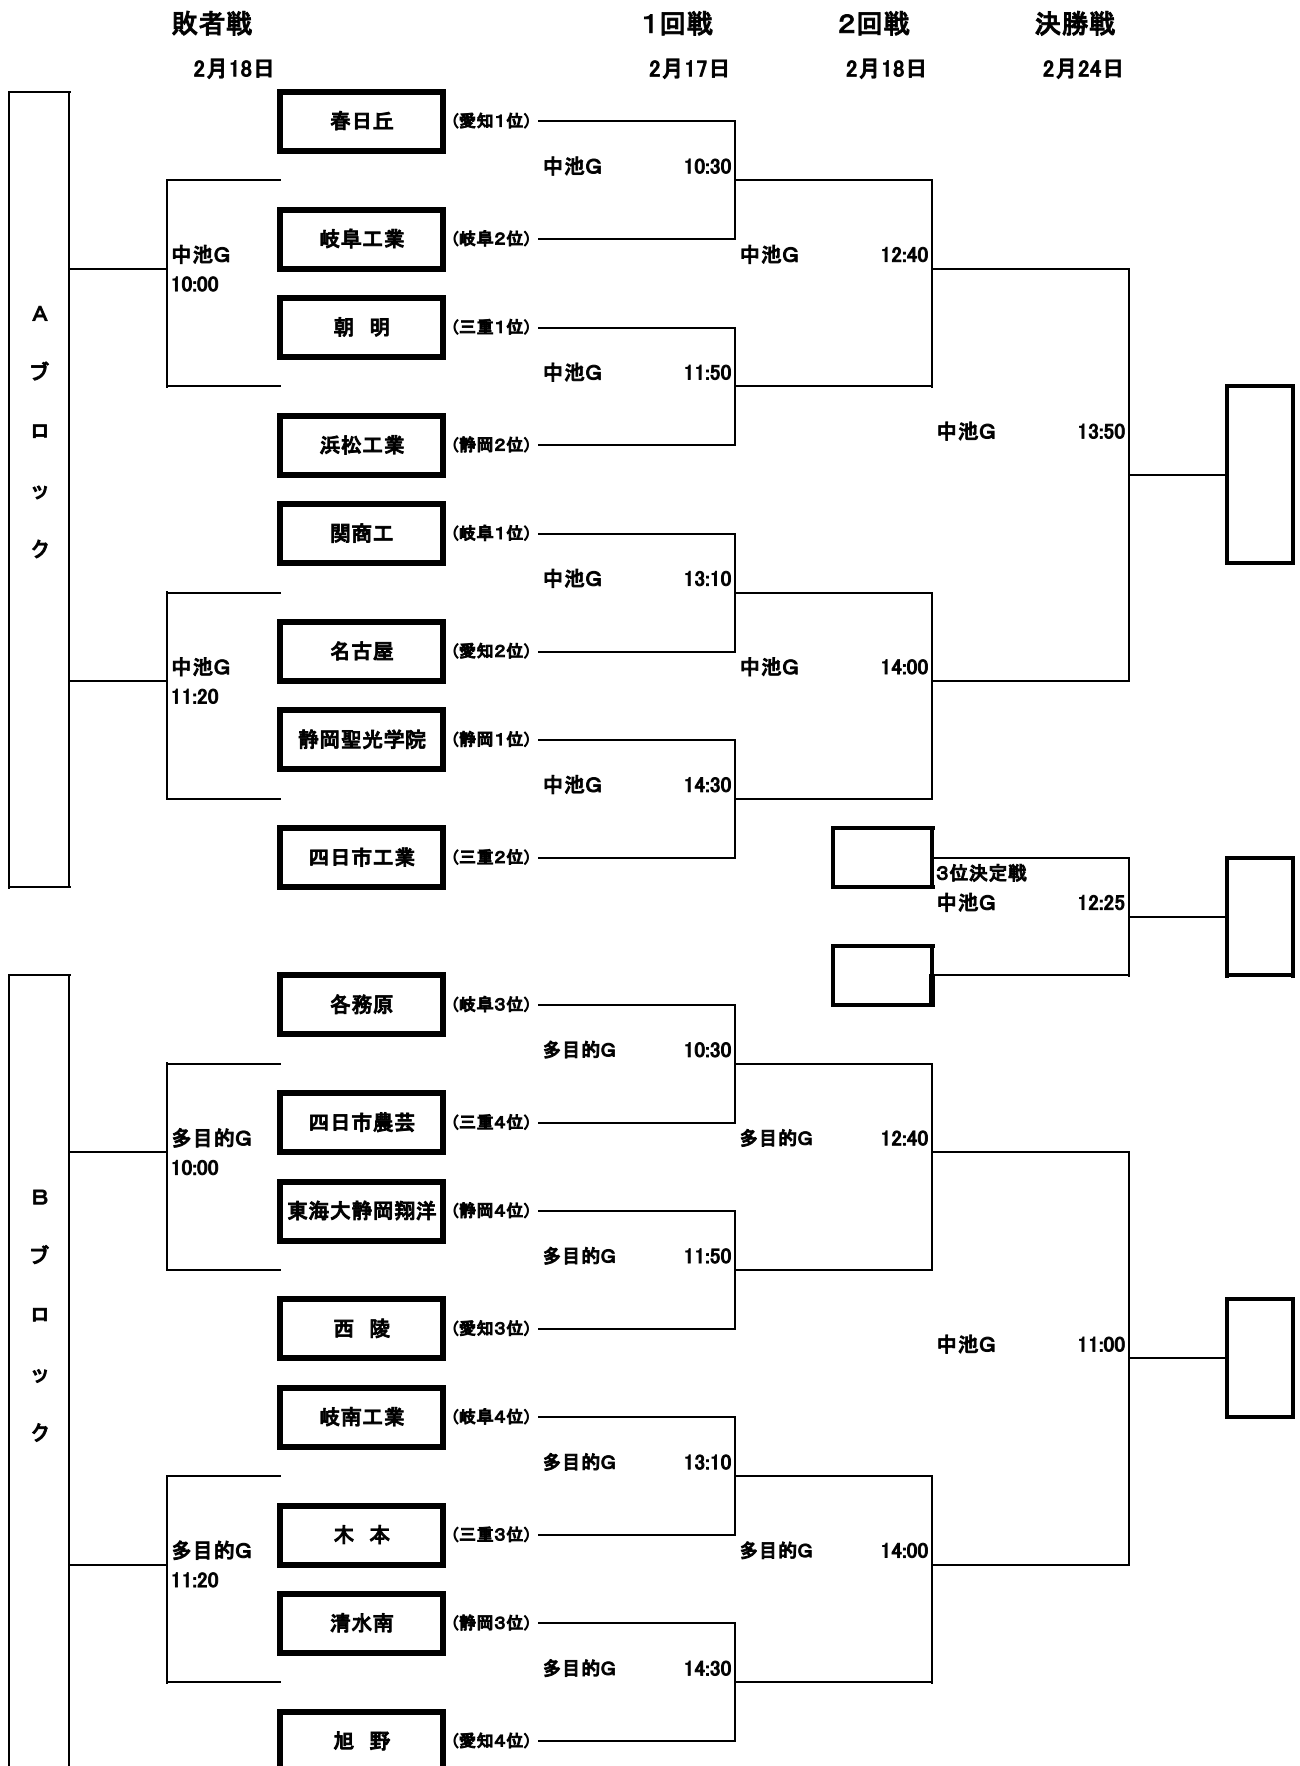 敗者戦 1回戦 2回戦 決勝戦
2月18日 2月17日 2月18日 2月24日
Aブロック
春日丘 (愛知1位)
中池G 10:30
岐阜工業 (岐阜2位)
中池G 10:00
中池G 12:40
朝 明 (三重1位)
中池G 11:50
浜松工業 (静岡2位)
中池G 13:50
関商工 (岐阜1位)
中池G 13:10
名古屋 (愛知2位)
中池G 11:20
中池G 14:00
静岡聖光学院 (静岡1位)
中池G 14:30
四日市工業 (三重2位)
3位決定戦
中池G 12:25
Bブロック
各務原 (岐阜3位)
多目的G 10:30
四日市農芸 (三重4位)
多目的G 10:00
多目的G 12:40
東海大静岡翔洋 (静岡4位)
多目的G 11:50
西 陵 (愛知3位)
中池G 11:00
岐南工業 (岐阜4位)
多目的G 13:10
木 本 (三重3位)
多目的G 11:20
多目的G 14:00
清水南 (静岡3位)
多目的G 14:30
旭 野 (愛知4位)